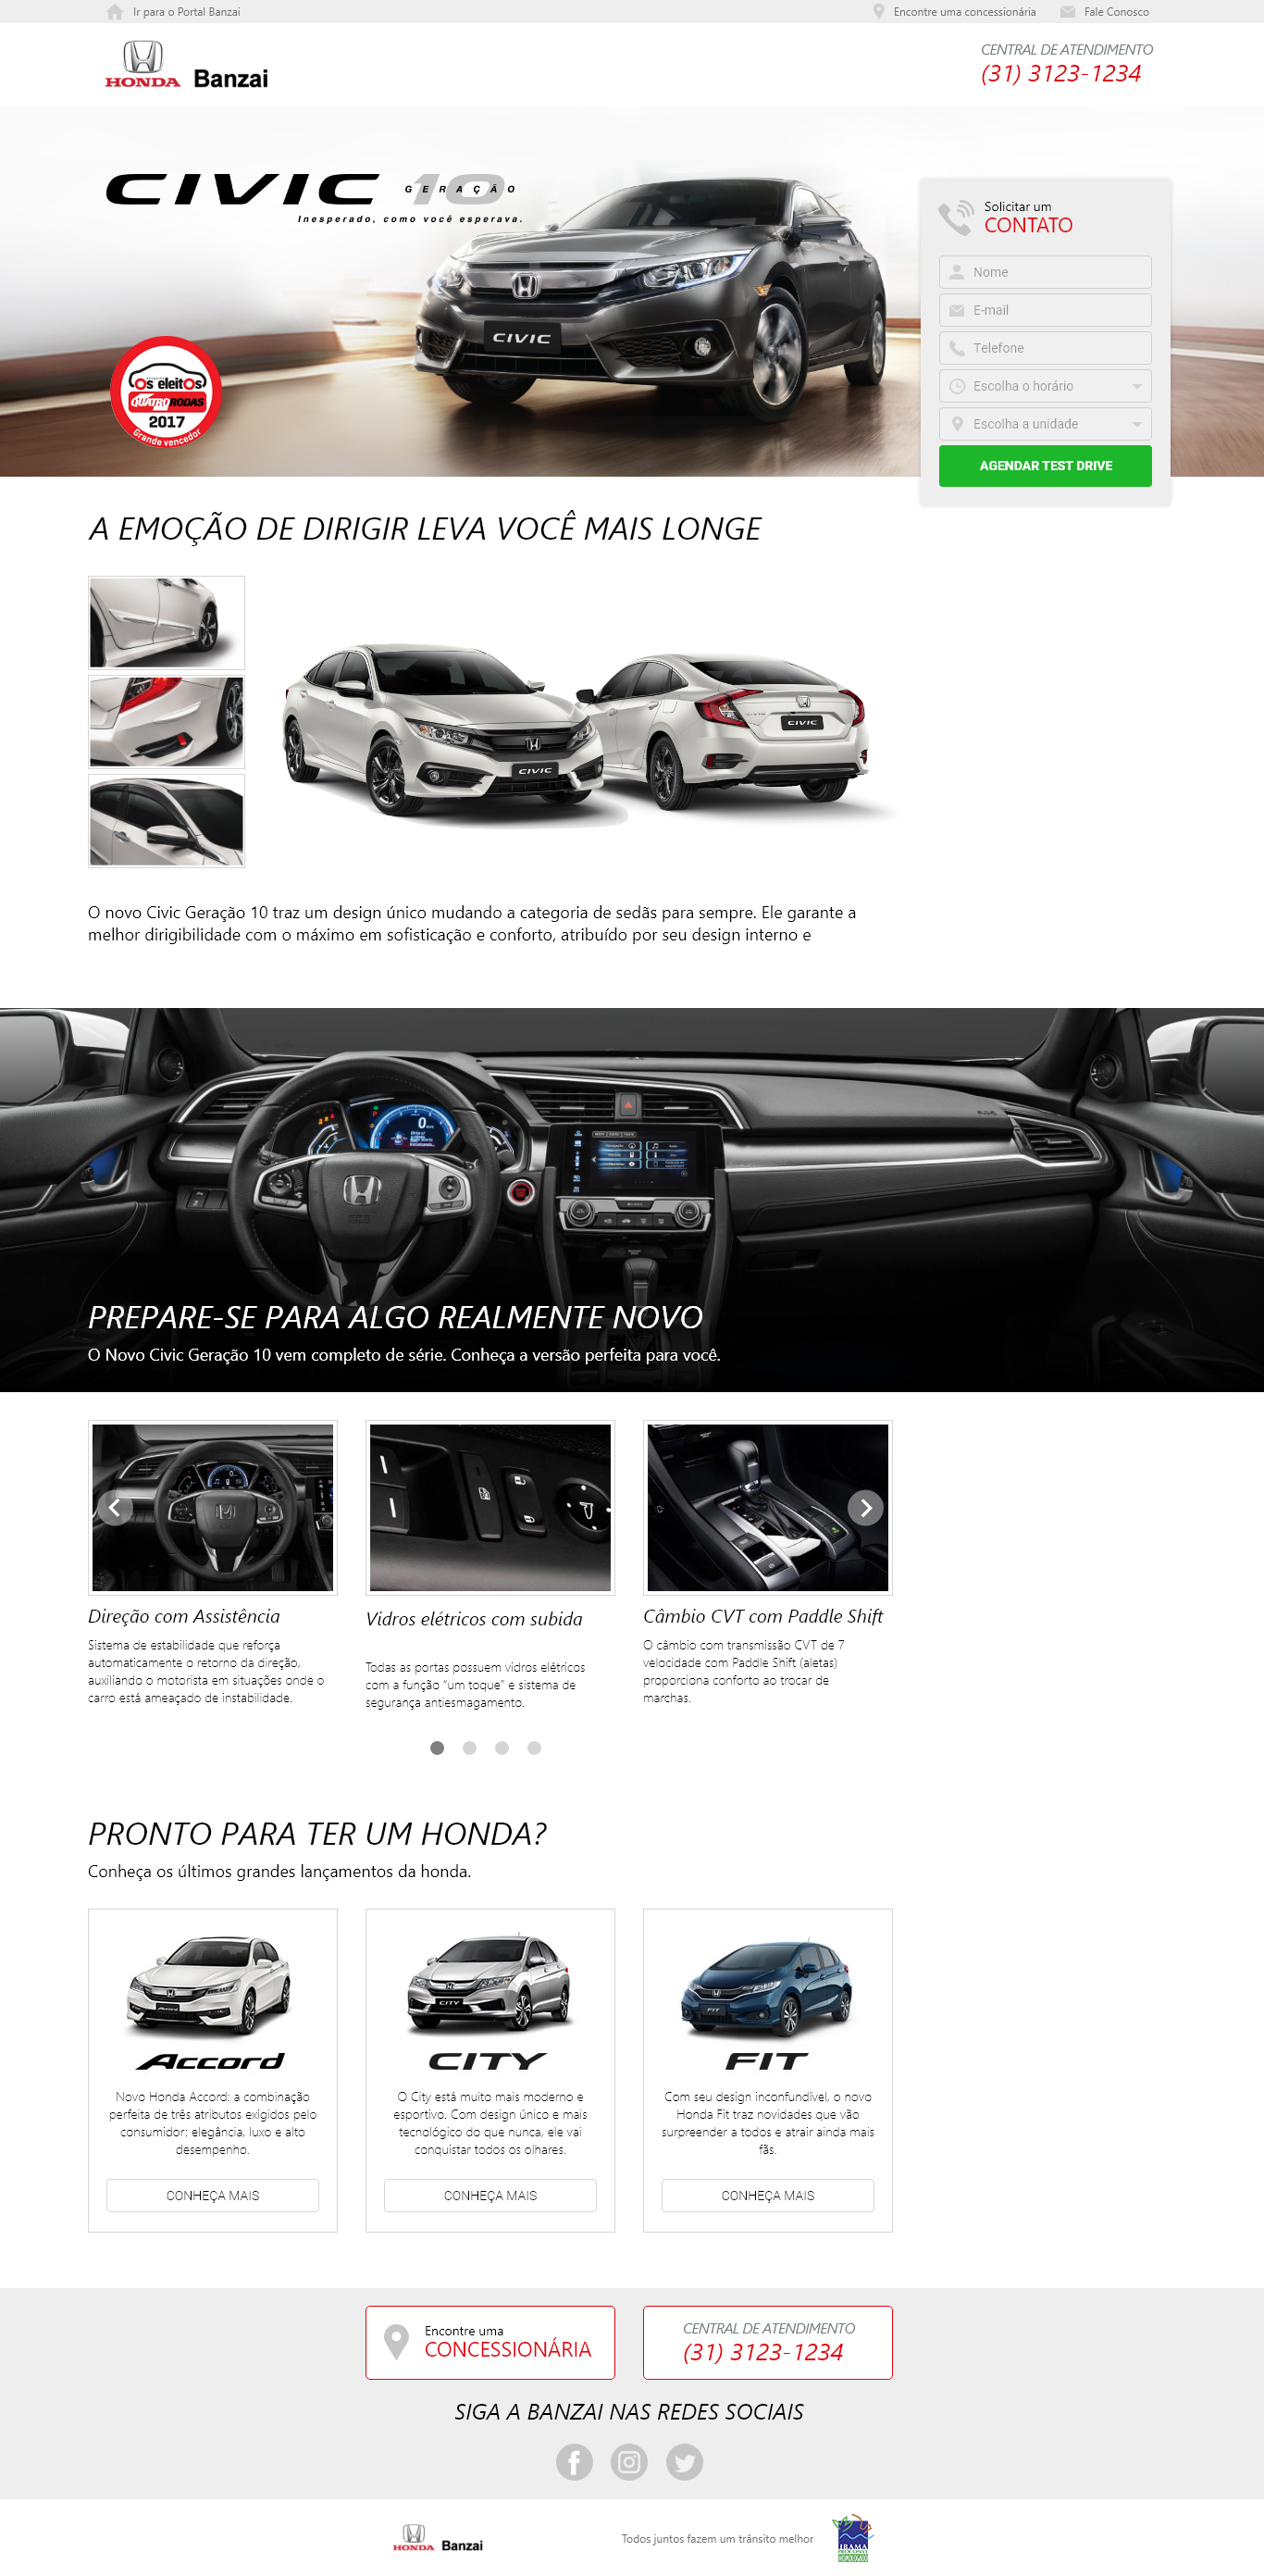 Ir para o Portal Banzai
Encontre uma concessionária
Fale Conosco
HONDA Banzai
CENTRAL DE ATENDIMENTO
(31) 3123-1234
CIVIC 10
GERAÇÃO
Inesperado, como você esperava.
CIVIC
Os eleitOs
QUATRO RODAS
2017
Grande vencedor
Solicitar um
CONTATO
Nome
E-mail
Telefone
Escolha o horário
Escolha a unidade
AGENDAR TEST DRIVE
A EMOÇÃO DE DIRIGIR LEVA VOCÊ MAIS LONGE
CIVIC
CIVIC
O novo Civic Geração 10 traz um design único mudando a categoria de sedãs para sempre. Ele garante a
melhor dirigibilidade com o máximo em sofisticação e conforto, atribuído por seu design interno e
PREPARE-SE PARA ALGO REALMENTE NOVO
O Novo Civic Geração 10 vem completo de série. Conheça a versão perfeita para você.
Direção com Assistência
Sistema de estabilidade que reforça
automaticamente o retorno da direção,
auxiliando o motorista em situações onde o
carro está ameaçado de instabilidade.
Vidros elétricos com subida
Todas as portas possuem vidros elétricos
com a função “um toque” e sistema de
segurança antiesmagamento.
Câmbio CVT com Paddle Shift
O câmbio com transmissão CVT de 7
velocidade com Paddle Shift (aletas)
proporciona conforto ao trocar de
marchas.
PRONTO PARA TER UM HONDA?
Conheça os últimos grandes lançamentos da honda.
Accord
Novo Honda Accord: a combinação
perfeita de três atributos exigidos pelo
consumidor: elegância, luxo e alto
desempenho.
CONHEÇA MAIS
CITY
CITY
O City está muito mais moderno e
esportivo. Com design único e mais
tecnológico do que nunca, ele vai
conquistar todos os olhares.
CONHEÇA MAIS
FIT
FIT
Com seu design inconfundível, o novo
Honda Fit traz novidades que vão
surpreender a todos e atrair ainda mais
fãs.
CONHEÇA MAIS
Encontre uma
CONCESSIONÁRIA
CENTRAL DE ATENDIMENTO
(31) 3123-1234
SIGA A BANZAI NAS REDES SOCIAIS
HONDA Banzai
Todos juntos fazem um trânsito melhor
IBAMA